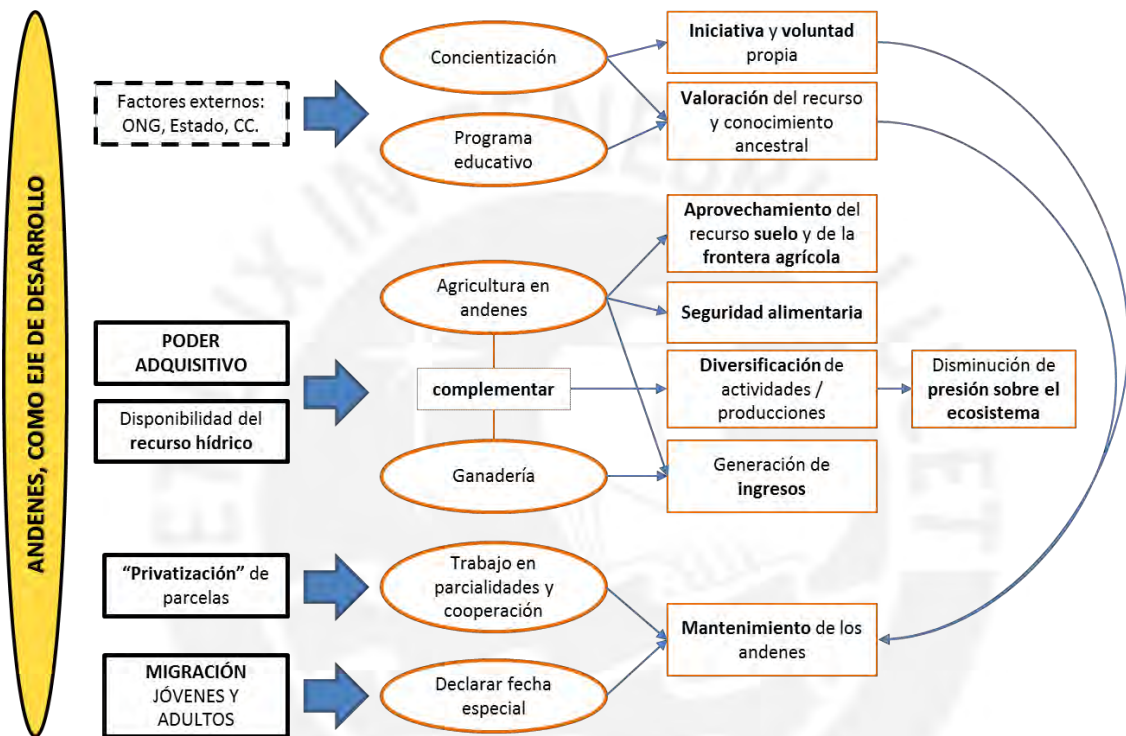 ANDENES, COMO EJE DE DESARROLLO
Factores externos:
ONG, Estado, CC.
Concientización
Programa
educativo
Iniciativa y voluntad
propia
Valoración del recurso
y conocimiento
ancestral
PODER
ADQUISITIVO
Disponibilidad del
recurso hídrico
Agricultura en
andenes
complementar
Ganadería
Aprovechamiento del
recurso suelo y de la
frontera agrícola
Seguridad alimentaria
Diversificación de
actividades /
producciones
Disminución de
presión sobre el
ecosistema
Generación de
ingresos
“Privatización” de
parcelas
Trabajo en
parcialidades y
cooperación
MIGRACIÓN
JÓVENES Y
ADULTOS
Declarar fecha
especial
Mantenimiento de los
andenes